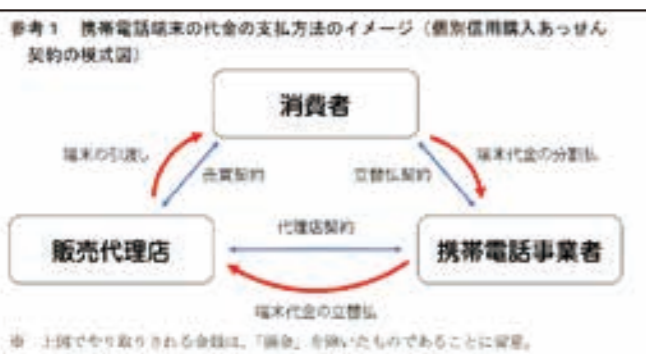 参考1 携帯電話端末の代金の支払方法のイメージ（個別信用購入あっせん
契約の模式図）
消費者
端末の引渡し
売買契約
立替払契約
端末代金の分割払
販売代理店
代理店契約
携帯電話事業者
端末代金の立替払
※ 上図でやり取りされる金額は、「頭金」を除いたものであることに留意。